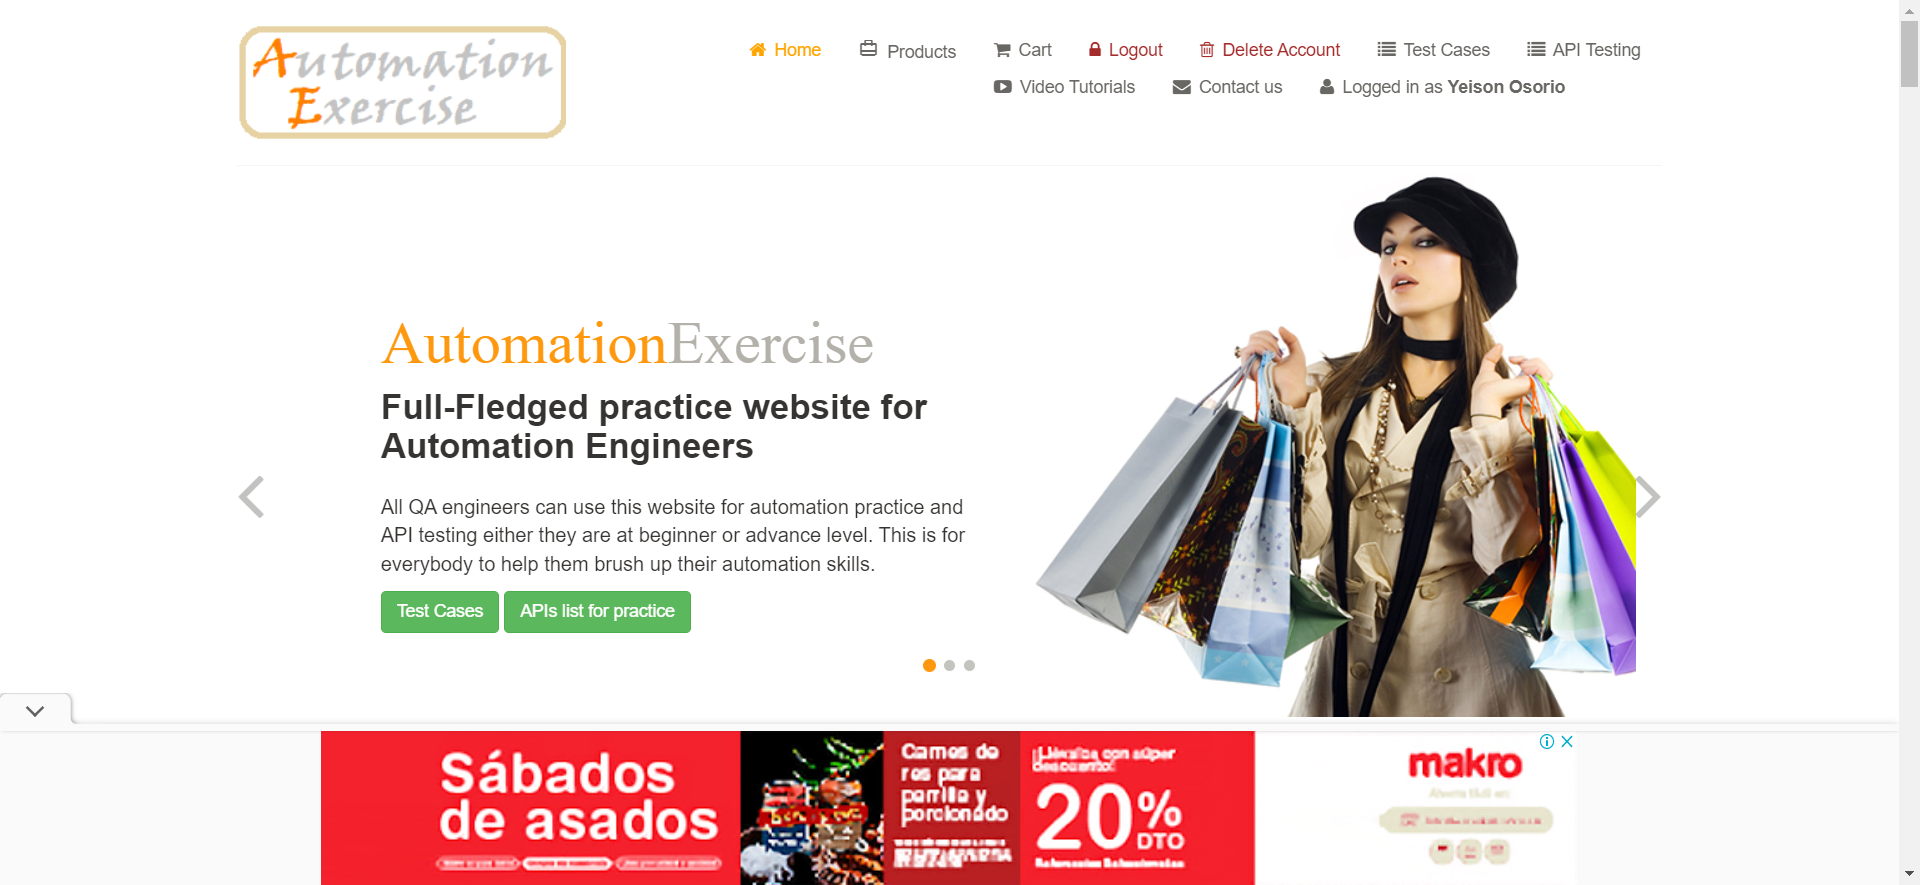 Automation
Exercise
Home
Products
Cart
Logout
Delete Account
Test Cases
API Testing
Video Tutorials
Contact us
Logged in as Yeison Osorio
AutomationExercise
Full-Fledged practice website for
Automation Engineers
All QA engineers can use this website for automation practice and
API testing either they are at beginner or advance level. This is for
everybody to help them brush up their automation skills.
Test Cases
APIs list for practice
Sábados
de asados
Carnes de
res para
parrilla y
porcionado
¡Llévalas con súper
descuento!
20%
DTO
makro